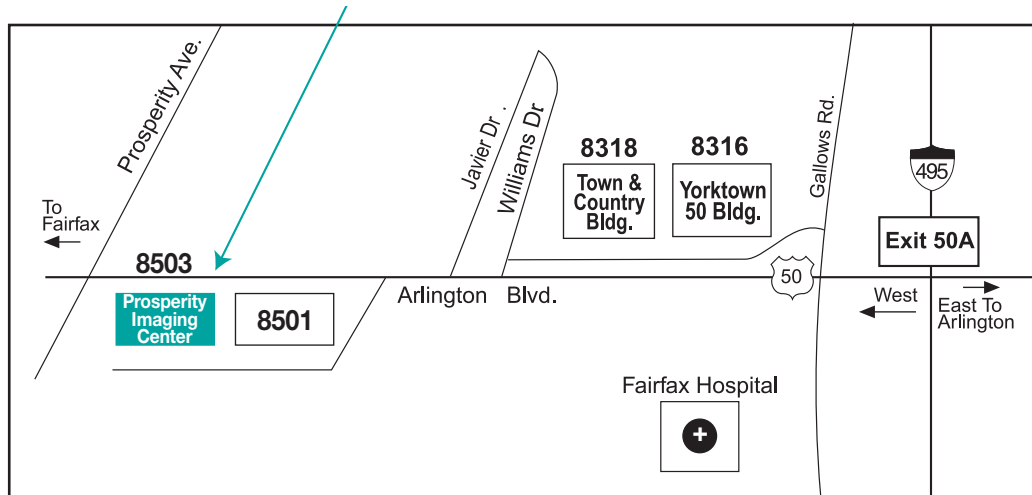 Prosperity Ave.
To
Fairfax
8503
Prosperity
Imaging
Center
8501
Javier Dr .
Williams Dr
Arlington Blvd.
8318
Town &
Country
Bldg.
8316
Yorktown
50 Bldg.
Gallows Rd.
50
495
Exit 50A
West
East To
Arlington
Fairfax Hospital